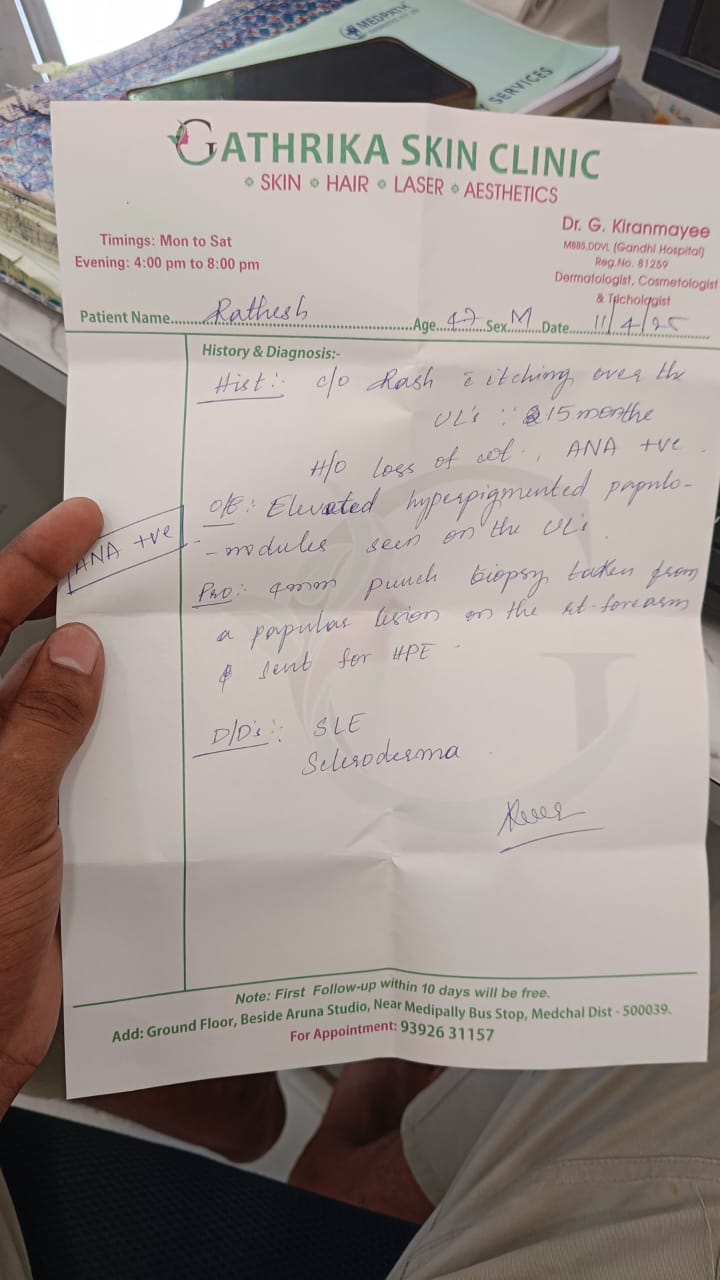 MEDPATH
SERVICES
GATHRIKA SKIN CLINIC
SKIN HAIR LASER AESTHETICS
Dr. G. Kiranmayee
MBBS,DDVL (Gandhi Hospital)
Reg.No. 81259
Dermatologist, Cosmetologist
& Trichologist
Timings: Mon to Sat
Evening: 4:00 pm to 8:00 pm
Patient Name Rathesh Age 47 Sex M Date 11/4/25
History & Diagnosis:-
Hist:- c/o Rash c̄ itching over the
UL's :: 15 months
H/o loss of wt., ANA +ve.
O/E:- Elevated hyperpigmented papulo-
-nodules seen on the ULs.
ANA +ve
Pro:- 4mm punch biopsy taken from
a papular lesion on the rt. forearm
& sent for HPE.
D/D's:- SLE
Scleroderma
Note: First Follow-up within 10 days will be free.
Add: Ground Floor, Beside Aruna Studio, Near Medipally Bus Stop, Medchal Dist - 500039.
For Appointment: 93926 31157